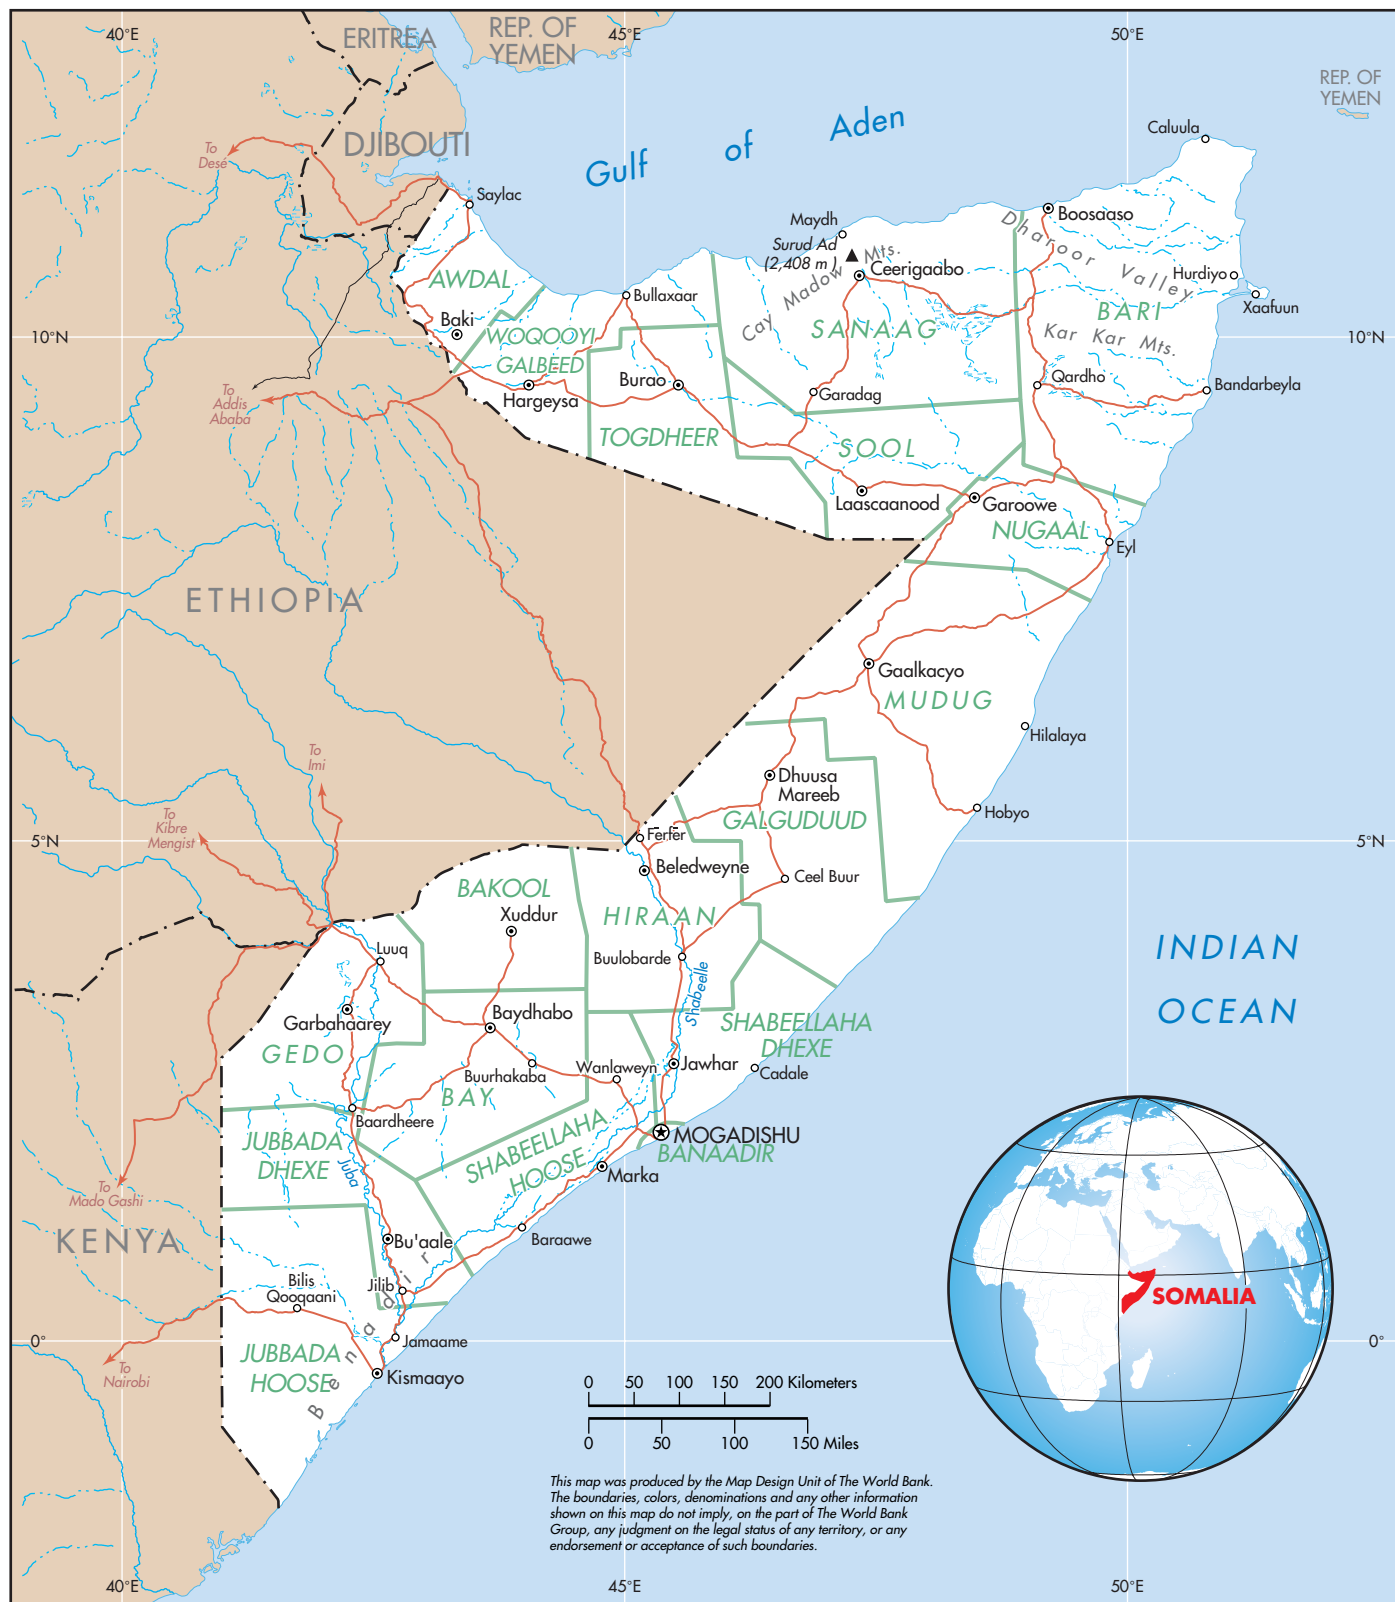 40°E
45°E
50°E
ERITREA
REP. OF
YEMEN
REP. OF
YEMEN
DJIBOUTI
Gulf of Aden
Caluula
To
Desé
Saylac
Maydh
Surud Ad
(2,408 m)
Boosaaso
Dharoor Valley
Cay Madow Mts.
Ceerigaabo
Hurdiyo
Xaafuun
AWDAL
Bullaxaar
BARI
Baki
WOQOOYI
GALBEED
SANAAG
Kar Kar Mts.
10°N
10°N
To
Addis
Ababa
Hargeysa
Burao
Garadag
Qardho
Bandarbeyla
TOGDHEER
SOOL
Laascaanood
Garoowe
NUGAAL
Eyl
ETHIOPIA
Gaalkacyo
MUDUG
Hilalaya
To
Imi
Dhuusa
Mareeb
GALGUDUUD
Hobyo
To
Kibre
Mengist
Ferfer
5°N
5°N
Beledweyne
Ceel Buur
BAKOOL
Xuddur
HIRAAN
Luuq
Buulobarde
Shabeelle
INDIAN
OCEAN
Garbahaarey
Baydhabo
GEDO
SHABEELLAHA
DHEXE
Buurhakaba
Wanlaweyn
Jawhar
Cadale
BAY
Baardheere
JUBBADA
DHEXE
Juba
SHABEELLAHA
HOOSE
MOGADISHU
BANAADIR
Marka
To
Mado Gashi
KENYA
Bu'aale
Baraawe
Bilis
Qooqaani
Jilib
Benadir
SOMALIA
0°
0°
Jamaame
To
Nairobi
JUBBADA
HOOSE
Kismaayo
0 50 100 150 200 Kilometers
0 50 100 150 Miles
This map was produced by the Map Design Unit of The World Bank.
The boundaries, colors, denominations and any other information
shown on this map do not imply, on the part of The World Bank
Group, any judgment on the legal status of any territory, or any
endorsement or acceptance of such boundaries.
40°E
45°E
50°E